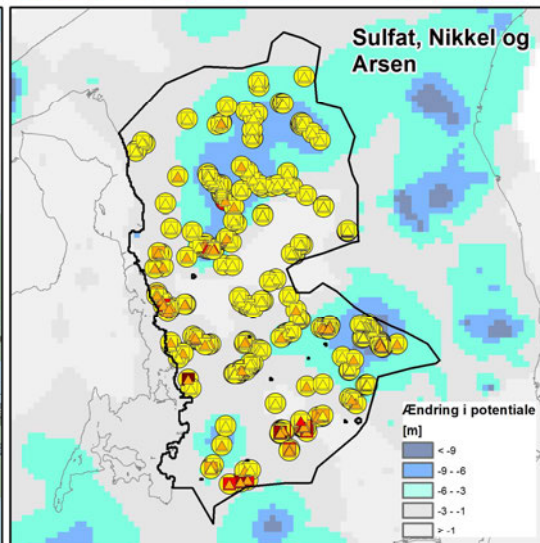 Sulfat, Nikkel og
Arsen
Ændring i potentiale
[m]
< -9
-9 - -6
-6 - -3
-3 - -1
> -1